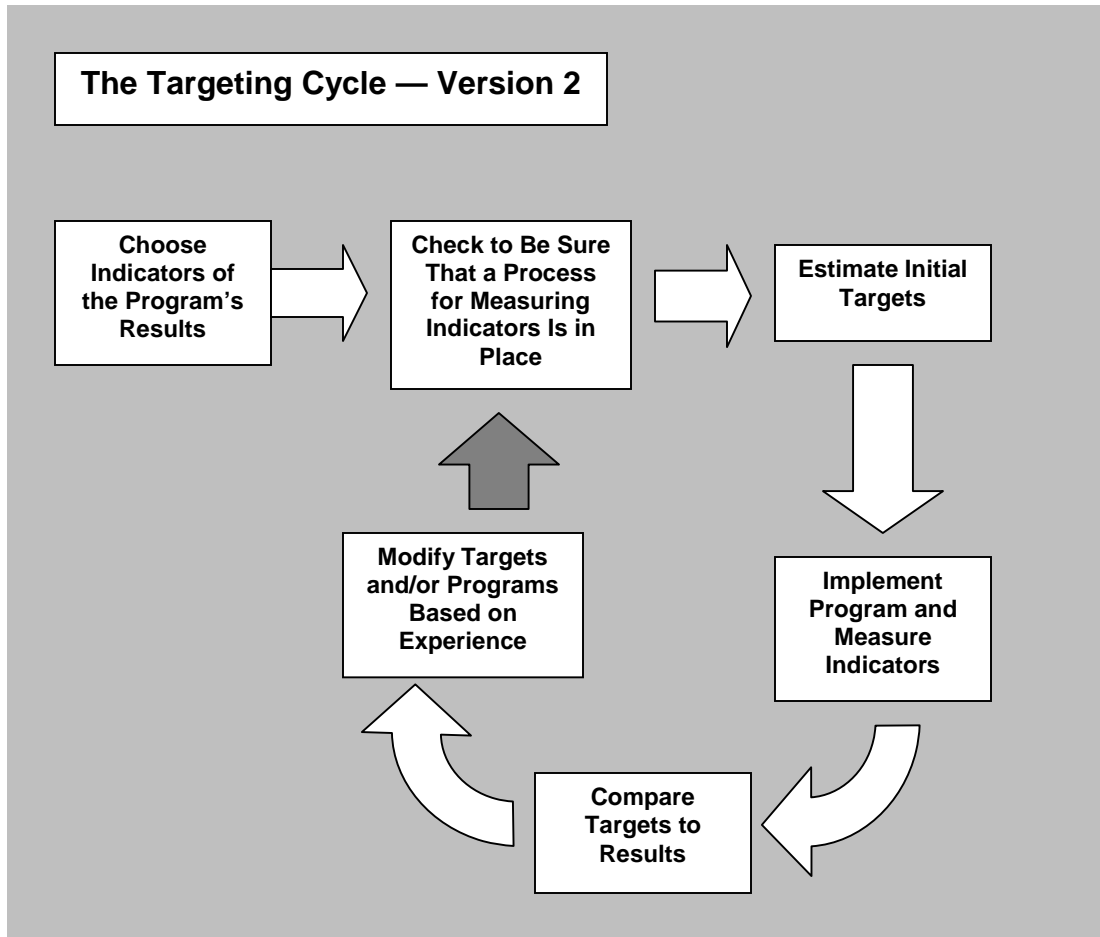 The Targeting Cycle — Version 2
Choose
Indicators of
the Program's
Results
Check to Be Sure
That a Process
for Measuring
Indicators Is in
Place
Estimate Initial
Targets
Implement
Program and
Measure
Indicators
Compare
Targets to
Results
Modify Targets
and/or Programs
Based on
Experience